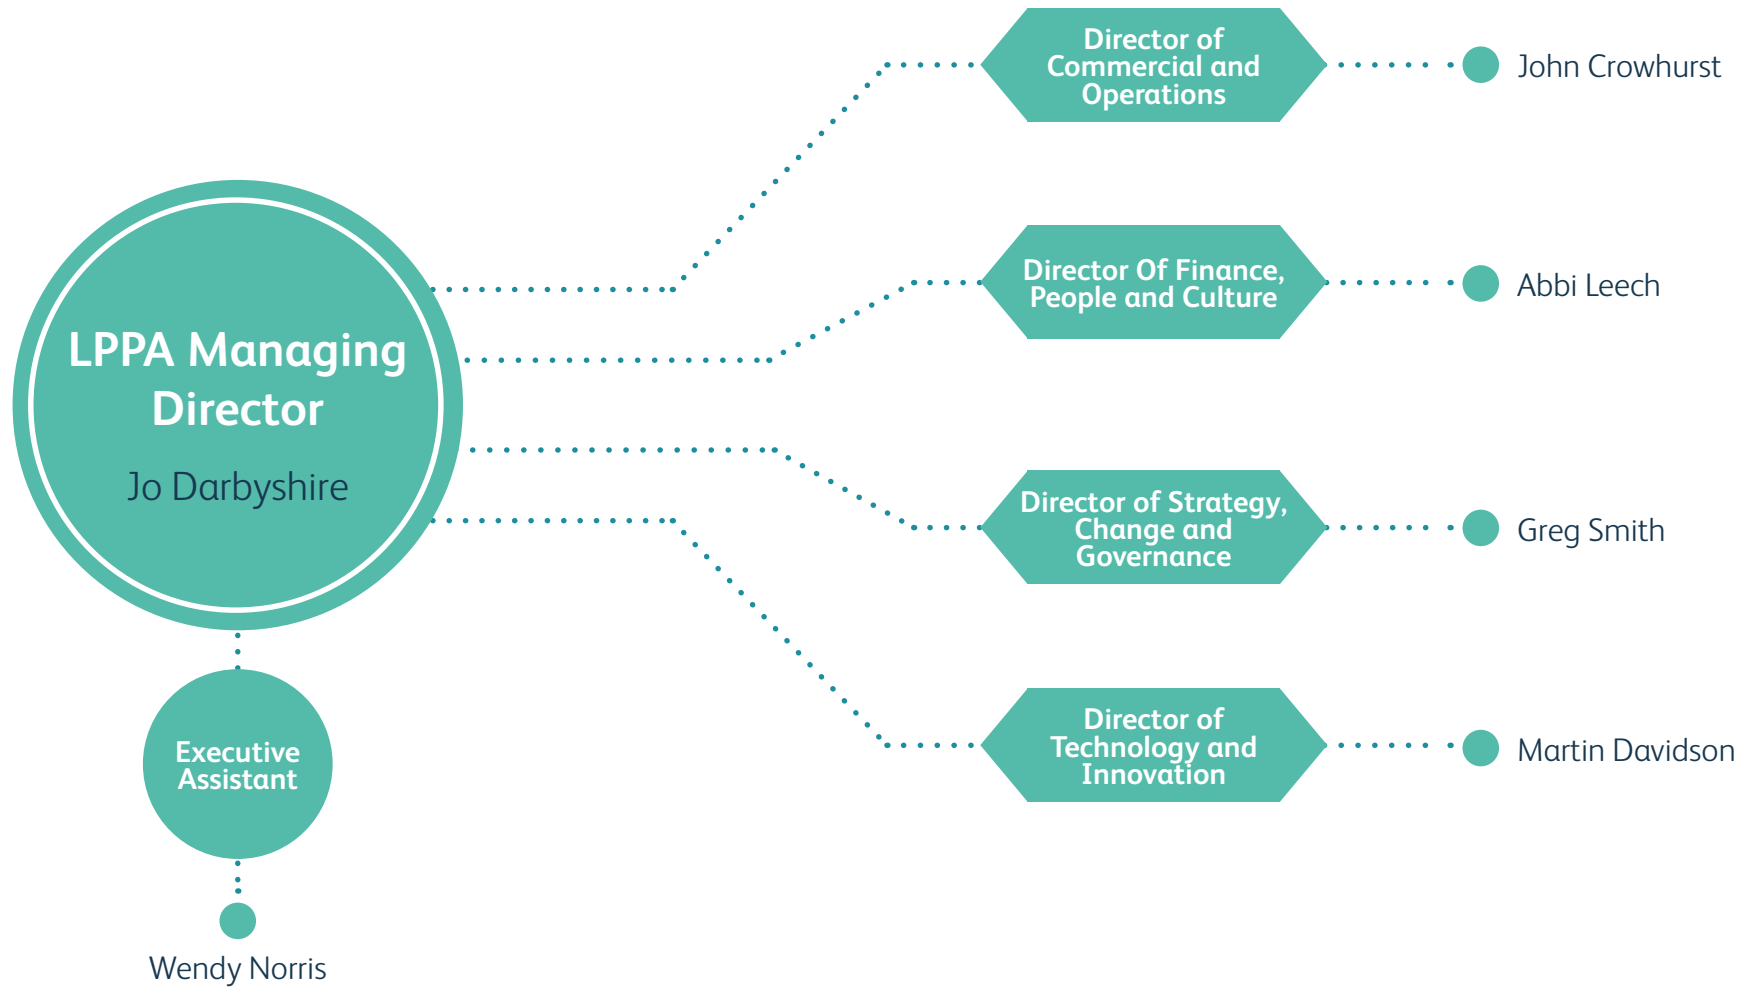 LPPA Managing
Director
Jo Darbyshire
Executive
Assistant
Wendy Norris
Director of
Commercial and
Operations
John Crowhurst
Director Of Finance,
People and Culture
Abbi Leech
Director of Strategy,
Change and
Governance
Greg Smith
Director of
Technology and
Innovation
Martin Davidson